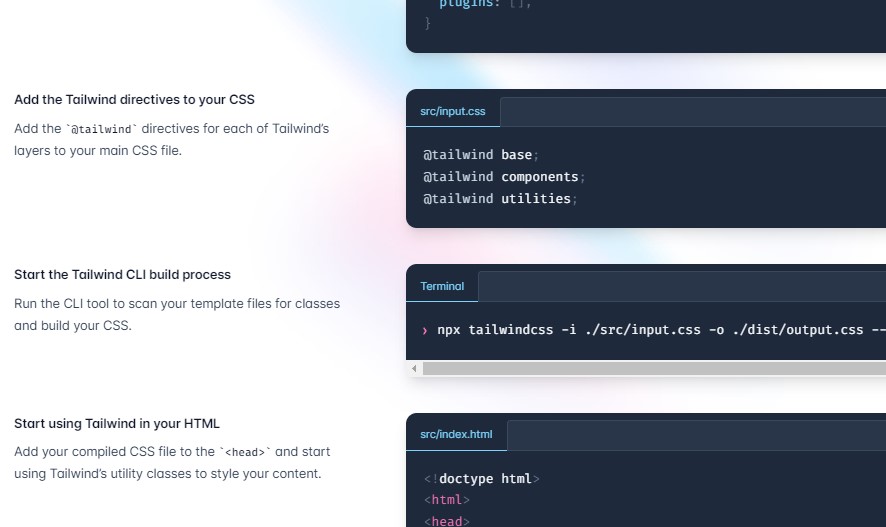 plugins: [],
}
Add the Tailwind directives to your CSS
Add the `@tailwind` directives for each of Tailwind's
layers to your main CSS file.
src/input.css
@tailwind base;
@tailwind components;
@tailwind utilities;
Start the Tailwind CLI build process
Run the CLI tool to scan your template files for classes
and build your CSS.
Terminal
› npx tailwindcss -i ./src/input.css -o ./dist/output.css --
Start using Tailwind in your HTML
Add your compiled CSS file to the `<head>` and start
using Tailwind's utility classes to style your content.
src/index.html
<!doctype html>
<html>
<head>